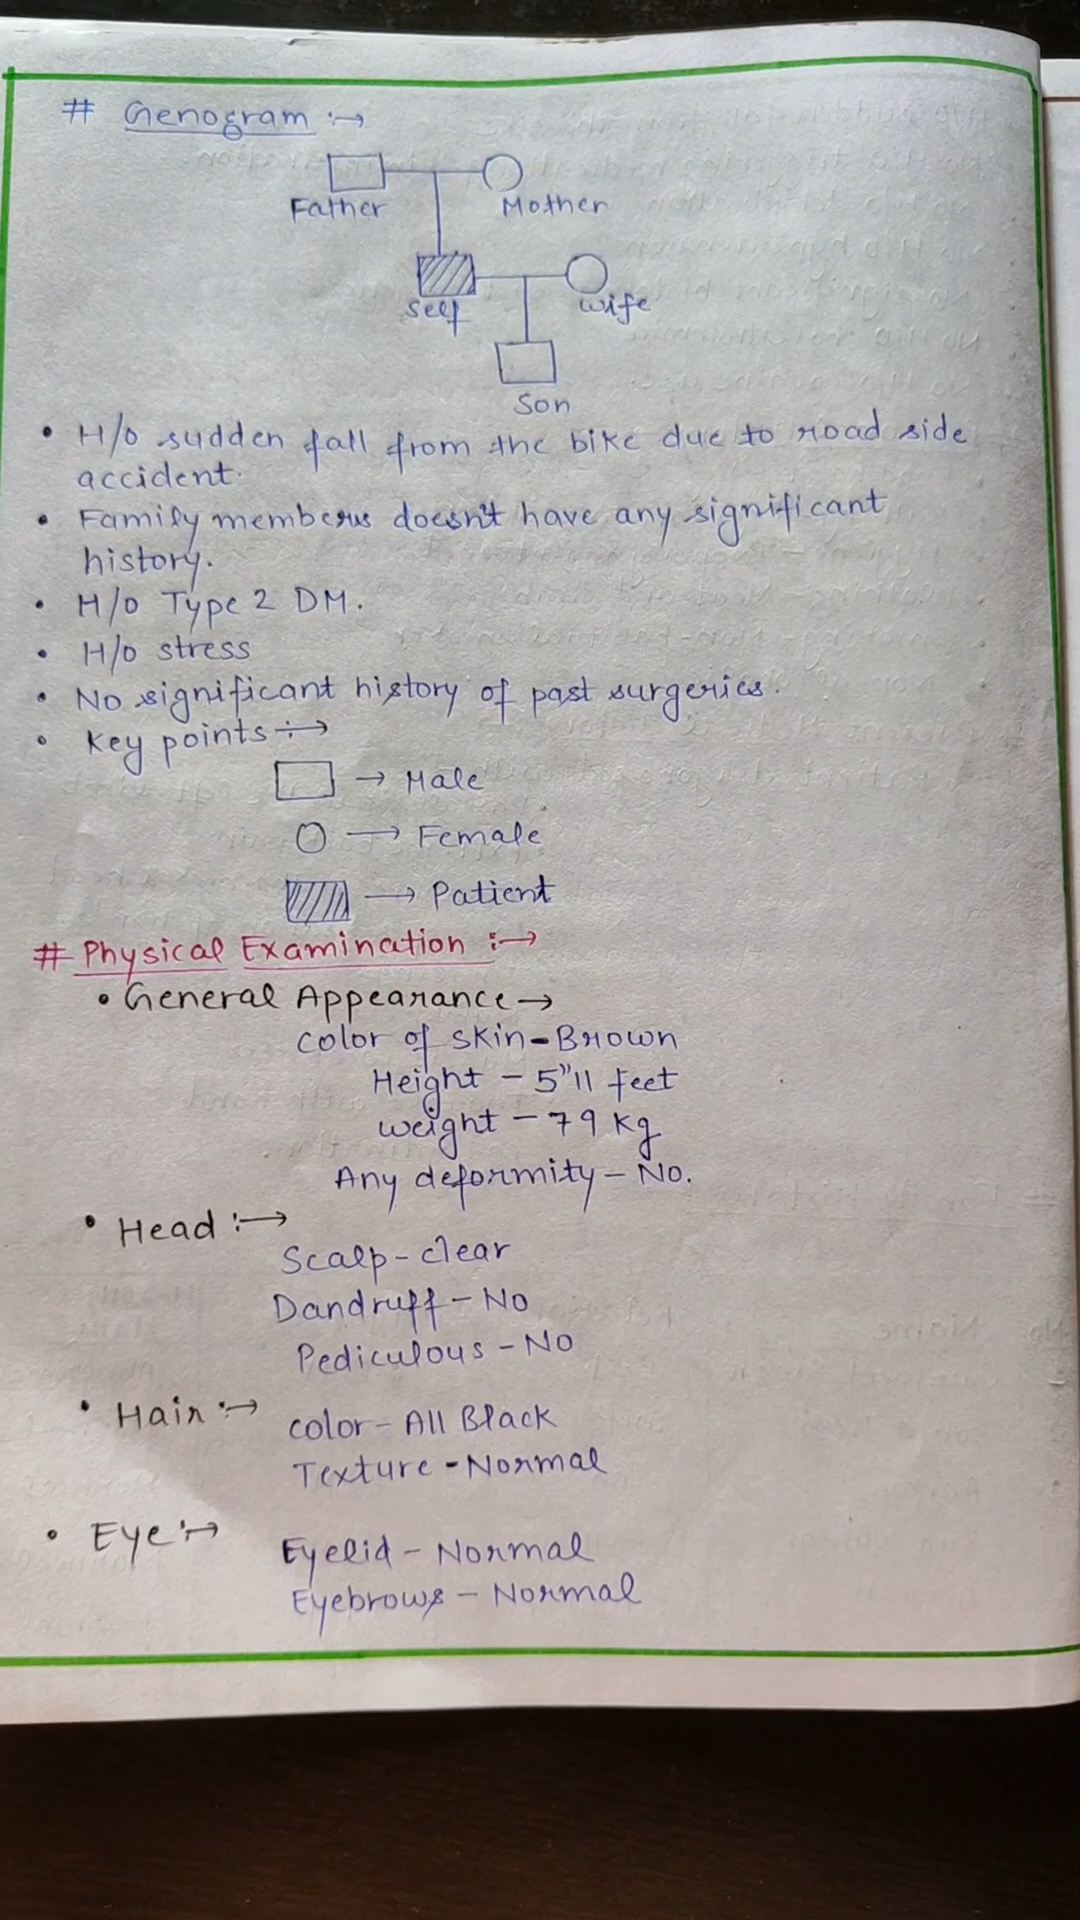 # Genogram :→
Father Mother
Self wife
Son
• H/o sudden fall from the bike due to road side
accident.
• Family members doesn't have any significant
history.
• H/o Type 2 DM.
• H/o stress
• No significant history of past surgeries.
• Key points :→
→ Male
→ Female
→ Patient
# Physical Examination :→
• General Appearance →
color of skin - Brown
Height - 5"11 feet
weight - 79 kg
Any deformity - No.
• Head :→
Scalp - clear
Dandruff - No
Pediculous - No
• Hair :→ color - All Black
Texture - Normal
• Eye :→ Eyelid - Normal
Eyebrows - Normal